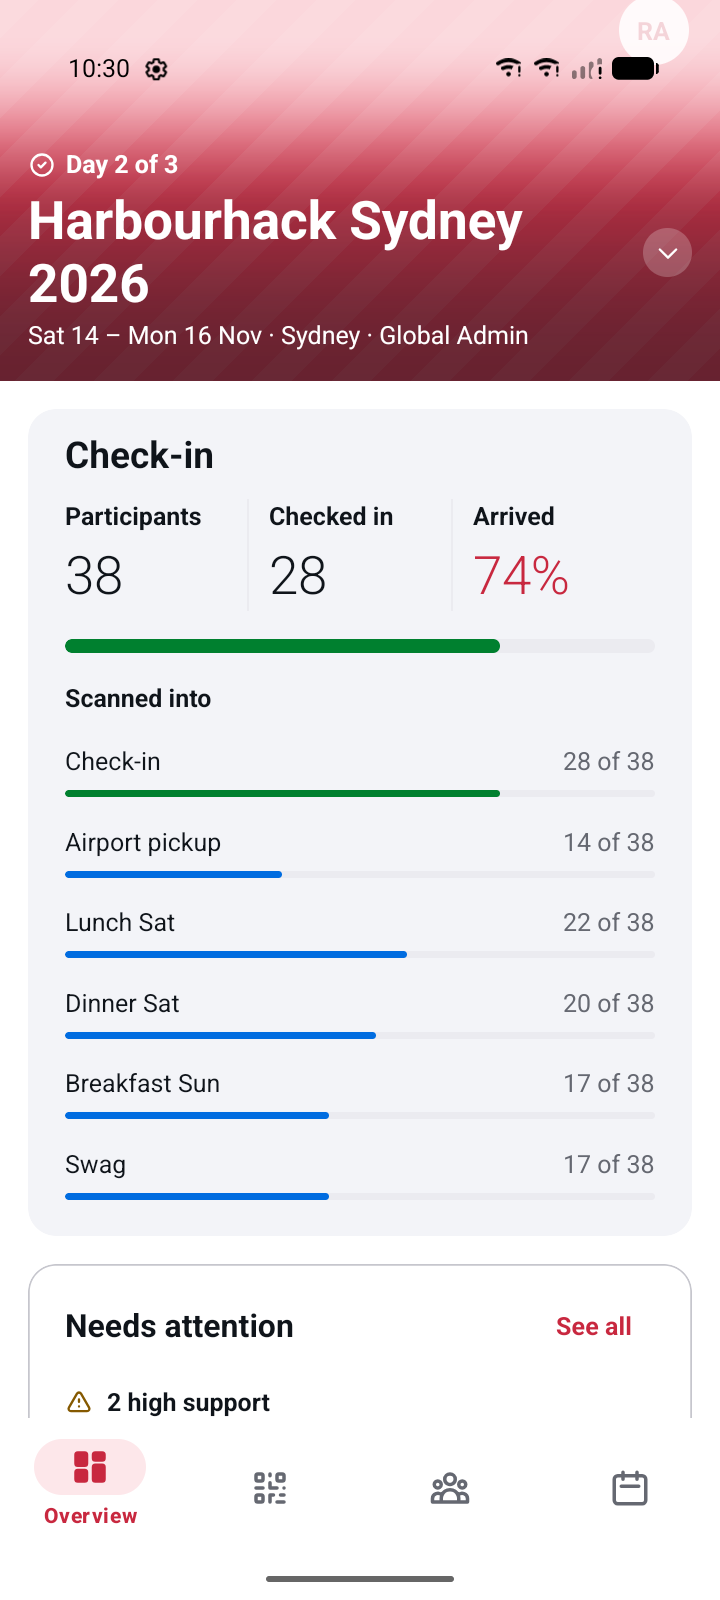 RA
10:30
Day 2 of 3
Harbourhack Sydney
2026
Sat 14 – Mon 16 Nov · Sydney · Global Admin
Check-in
Participants
Checked in
Arrived
38
28
74%
Scanned into
Check-in
28 of 38
Airport pickup
14 of 38
Lunch Sat
22 of 38
Dinner Sat
20 of 38
Breakfast Sun
17 of 38
Swag
17 of 38
Needs attention
See all
2 high support
Overview